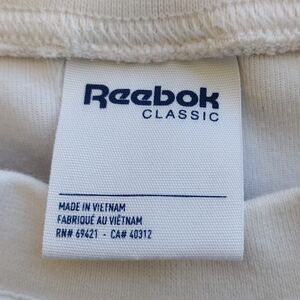 Reebok
CLASSIC
MADE IN VIETNAM
FABRIQUÉ AU VIÊTNAM
RN# 69421 - CA# 40312